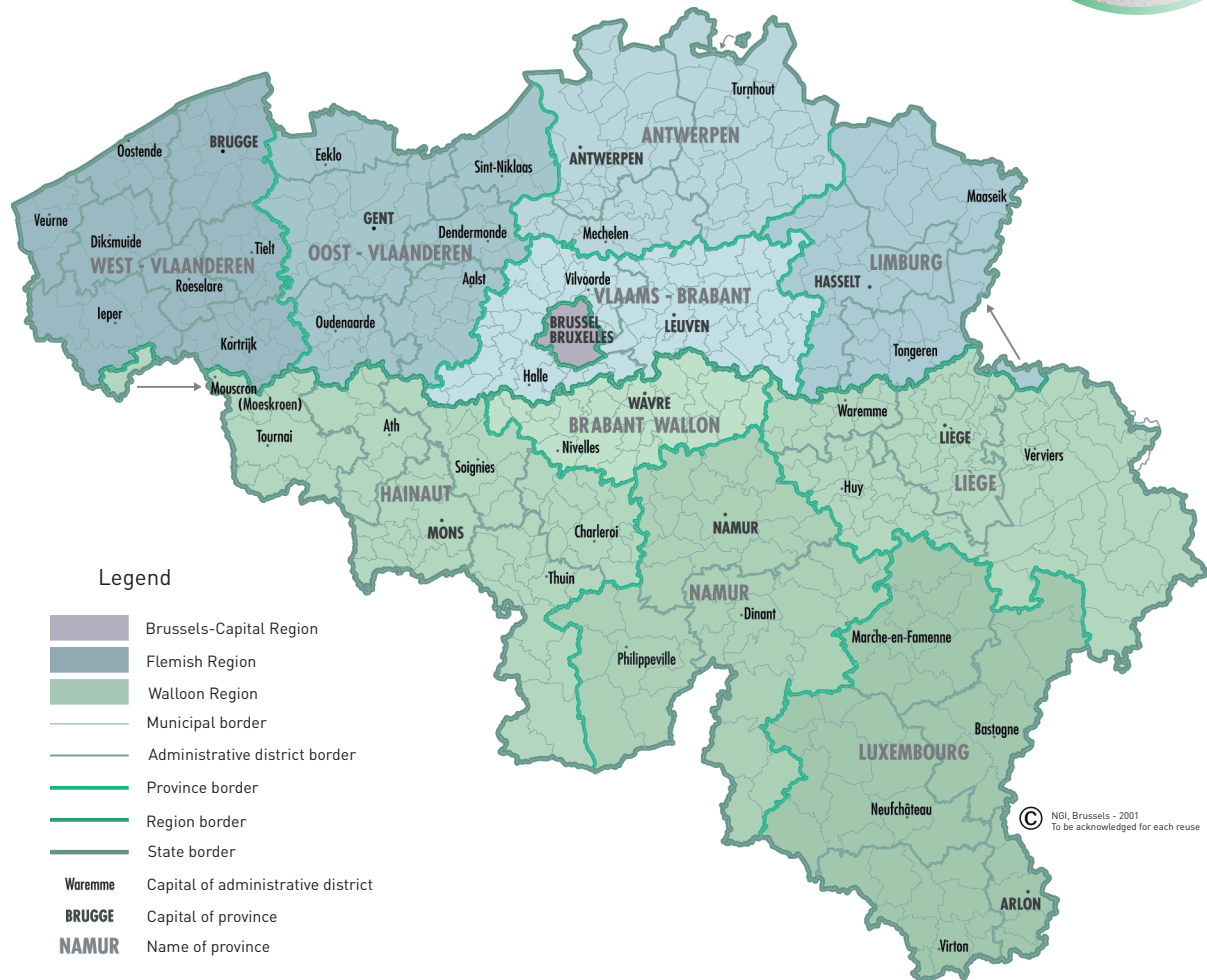 Turnhout
ANTWERPEN
ANTWERPEN
BRUGGE
Oostende
Eeklo
Sint-Niklaas
Maaseik
Veurne
GENT
Diksmuide
Tielt
Dendermonde
Mechelen
WEST - VLAANDEREN
OOST - VLAANDEREN
LIMBURG
Roeselare
Aalst
Vilvoorde
HASSELT
VLAAMS - BRABANT
Ieper
Oudenaarde
BRUSSEL
BRUXELLES
LEUVEN
Kortrijk
Tongeren
Halle
Mouscron
(Moeskroen)
WAVRE
Waremme
BRABANT WALLON
Ath
Tournai
LIÈGE
Nivelles
Verviers
Soignies
Huy
LIÈGE
HAINAUT
MONS
Charleroi
NAMUR
Thuin
NAMUR
Dinant
Marche-en-Famenne
Philippeville
Bastogne
LUXEMBOURG
Neufchâteau
ARLON
Virton
Legend
Brussels-Capital Region
Flemish Region
Walloon Region
Municipal border
Administrative district border
Province border
Region border
State border
Waremme Capital of administrative district
BRUGGE Capital of province
NAMUR Name of province
© NGI, Brussels - 2001
To be acknowledged for each reuse